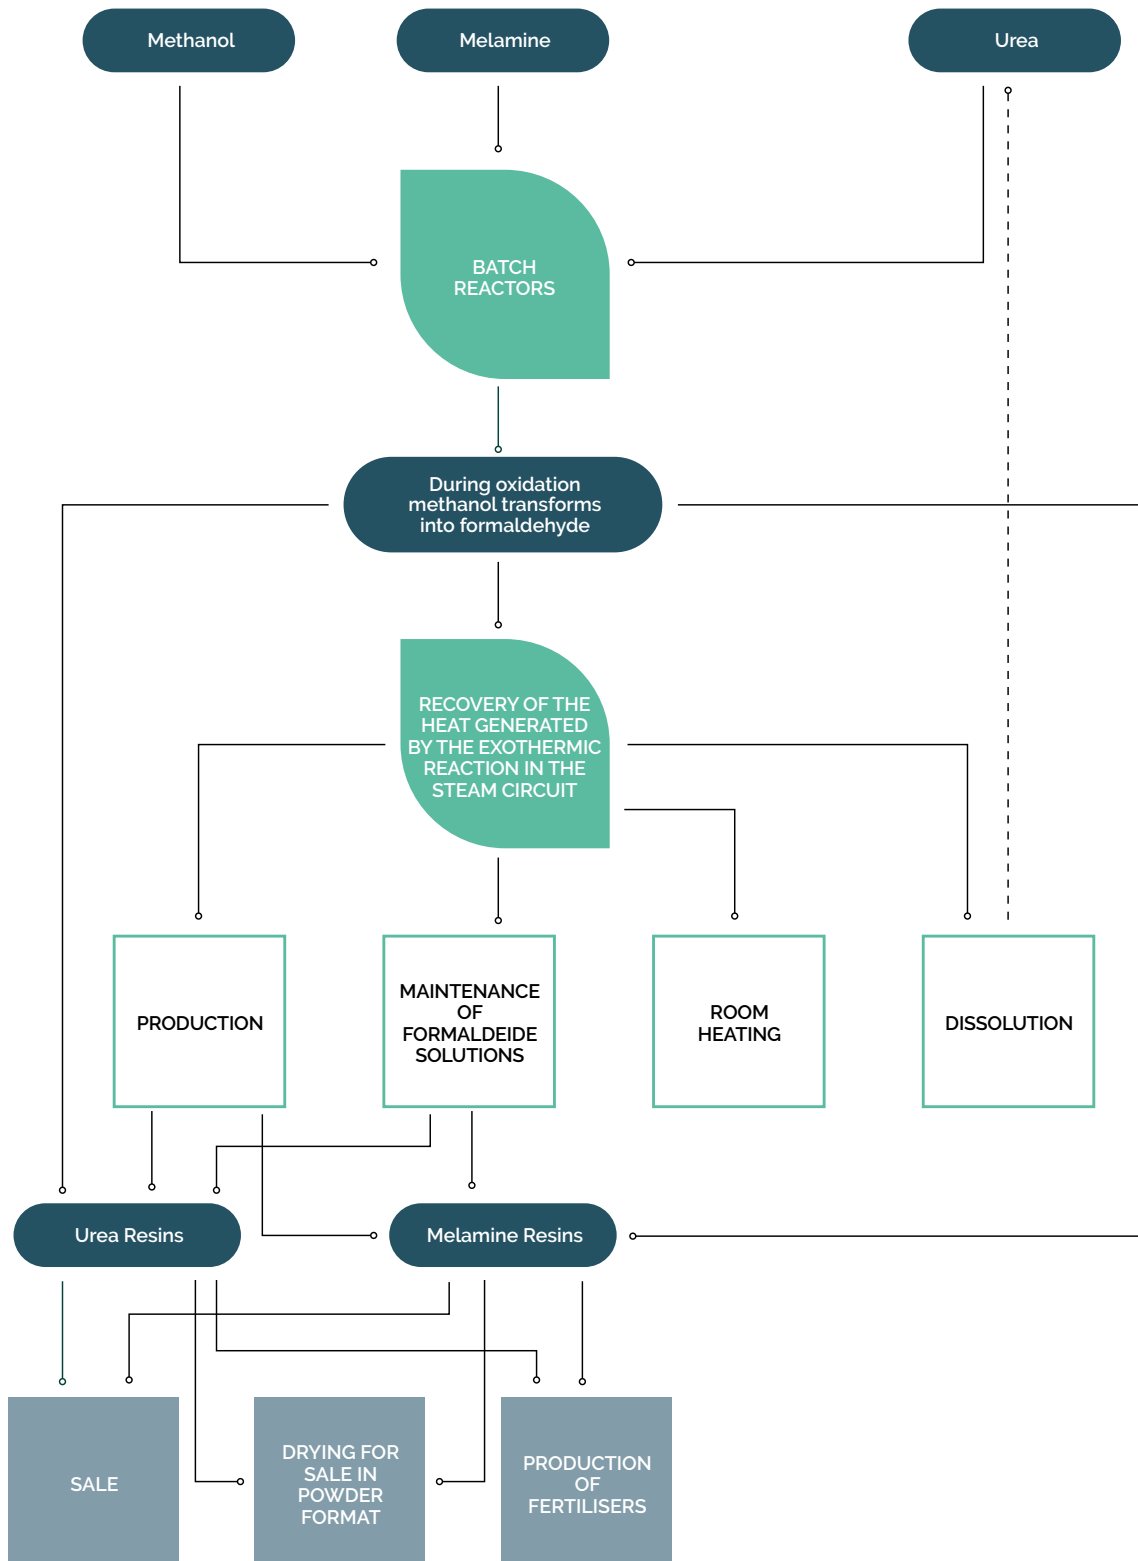 Methanol
Melamine
Urea
BATCH
REACTORS
During oxidation
methanol transforms
into formaldehyde
RECOVERY OF THE
HEAT GENERATED
BY THE EXOTHERMIC
REACTION IN THE
STEAM CIRCUIT
PRODUCTION
MAINTENANCE
OF
FORMALDEIDE
SOLUTIONS
ROOM
HEATING
DISSOLUTION
Urea Resins
Melamine Resins
SALE
DRYING FOR
SALE IN
POWDER
FORMAT
PRODUCTION
OF
FERTILISERS